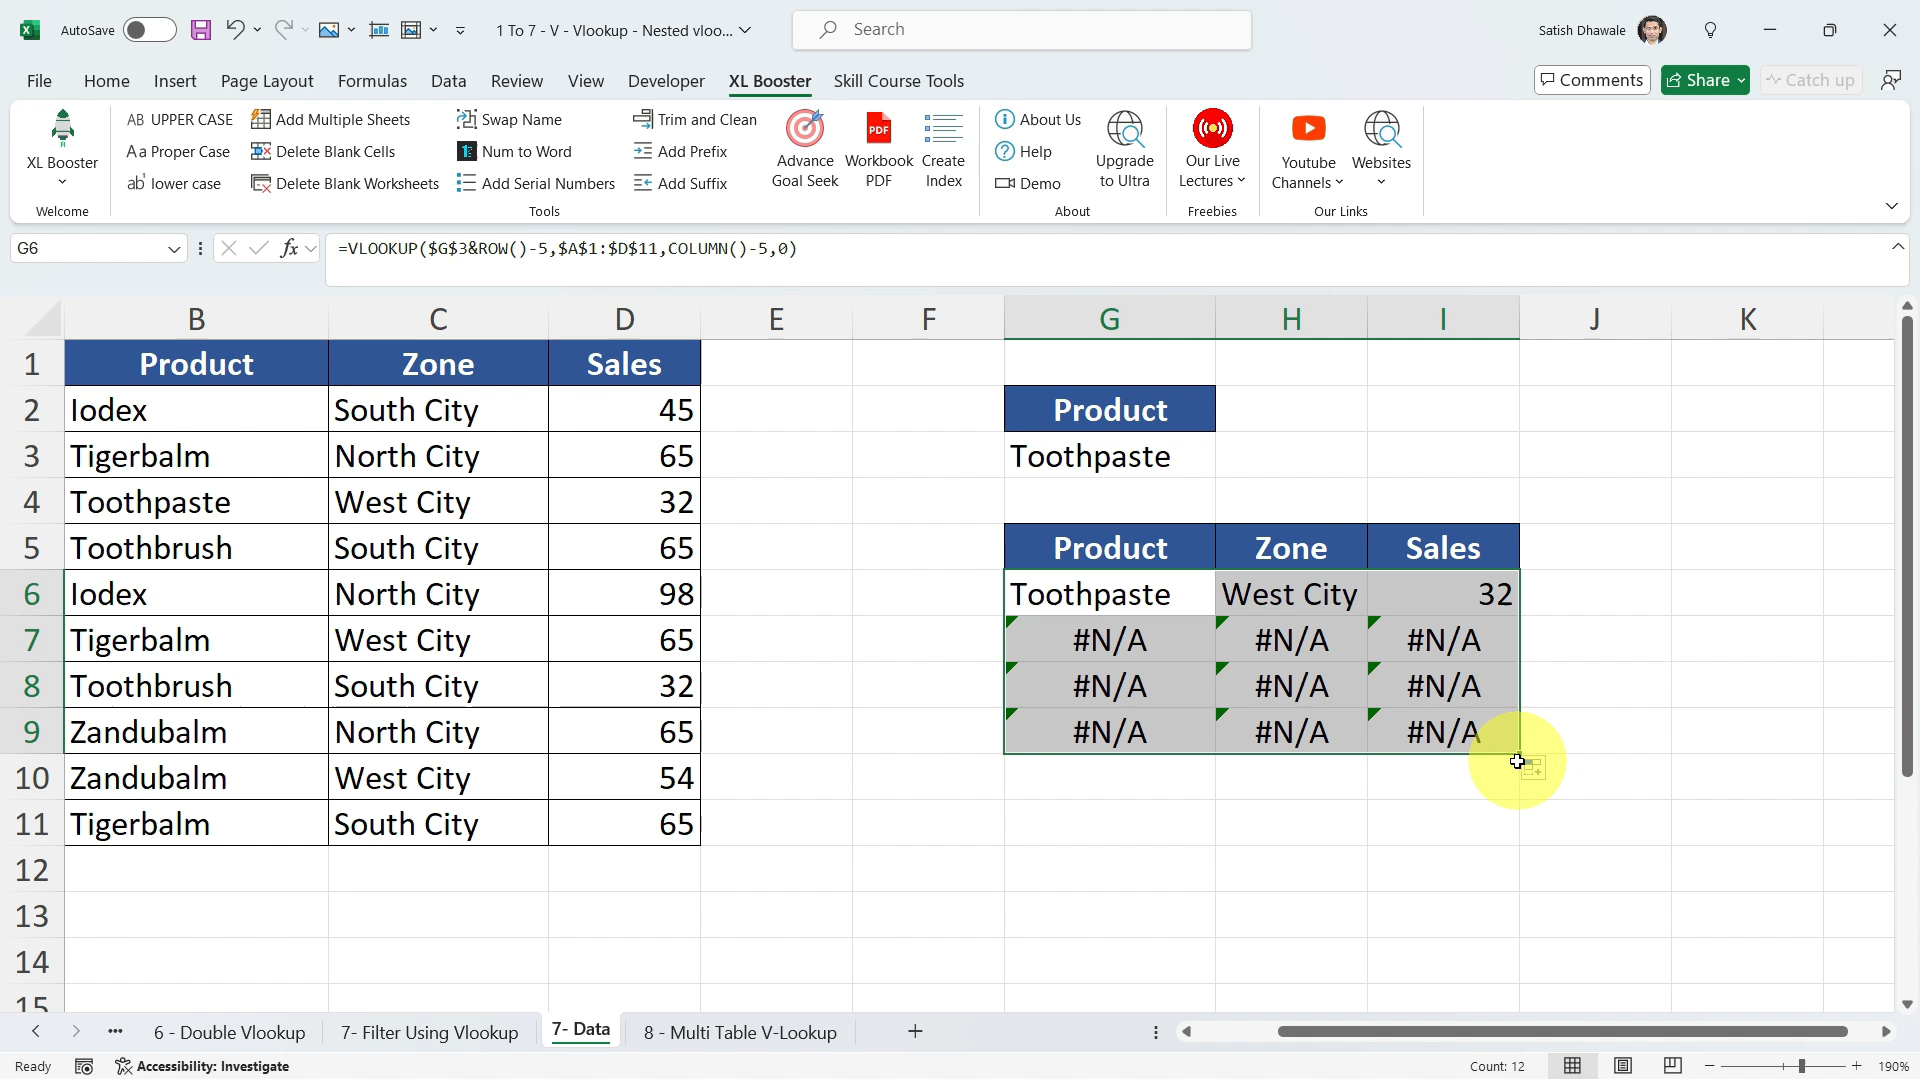 AutoSave
1 To 7 - V - Vlookup - Nested vloo...
Search
Satish Dhawale
File Home Insert Page Layout Formulas Data Review View Developer XL Booster Skill Course Tools
Comments Share Catch up
XL Booster
Welcome
AB UPPER CASE
Aa Proper Case
ab lower case
Add Multiple Sheets
Delete Blank Cells
Delete Blank Worksheets
Swap Name
Num to Word
Add Serial Numbers
Trim and Clean
Add Prefix
Add Suffix
PDF
Advance Workbook Create
Goal Seek PDF Index
Tools
About Us
Help
Demo
Upgrade
to Ultra
About
Our Live
Lectures
Freebies
Youtube Websites
Channels
Our Links
G6
fx
=VLOOKUP($G$3&ROW()-5,$A$1:$D$11,COLUMN()-5,0)
B C D E F G H I J K
1 Product Zone Sales
2 Iodex South City 45 Product
3 Tigerbalm North City 65 Toothpaste
4 Toothpaste West City 32
5 Toothbrush South City 65 Product Zone Sales
6 Iodex North City 98 Toothpaste West City 32
7 Tigerbalm West City 65 #N/A #N/A #N/A
8 Toothbrush South City 32 #N/A #N/A #N/A
9 Zandubalm North City 65 #N/A #N/A #N/A
10 Zandubalm West City 54
11 Tigerbalm South City 65
12
13
14
15
6 - Double Vlookup 7- Filter Using Vlookup 7- Data 8 - Multi Table V-Lookup
Ready Accessibility: Investigate Count: 12 190%